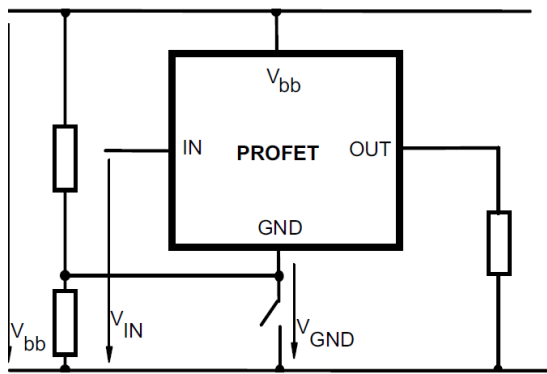 Vbb
IN
PROFET
OUT
GND
Vbb
VIN
VGND